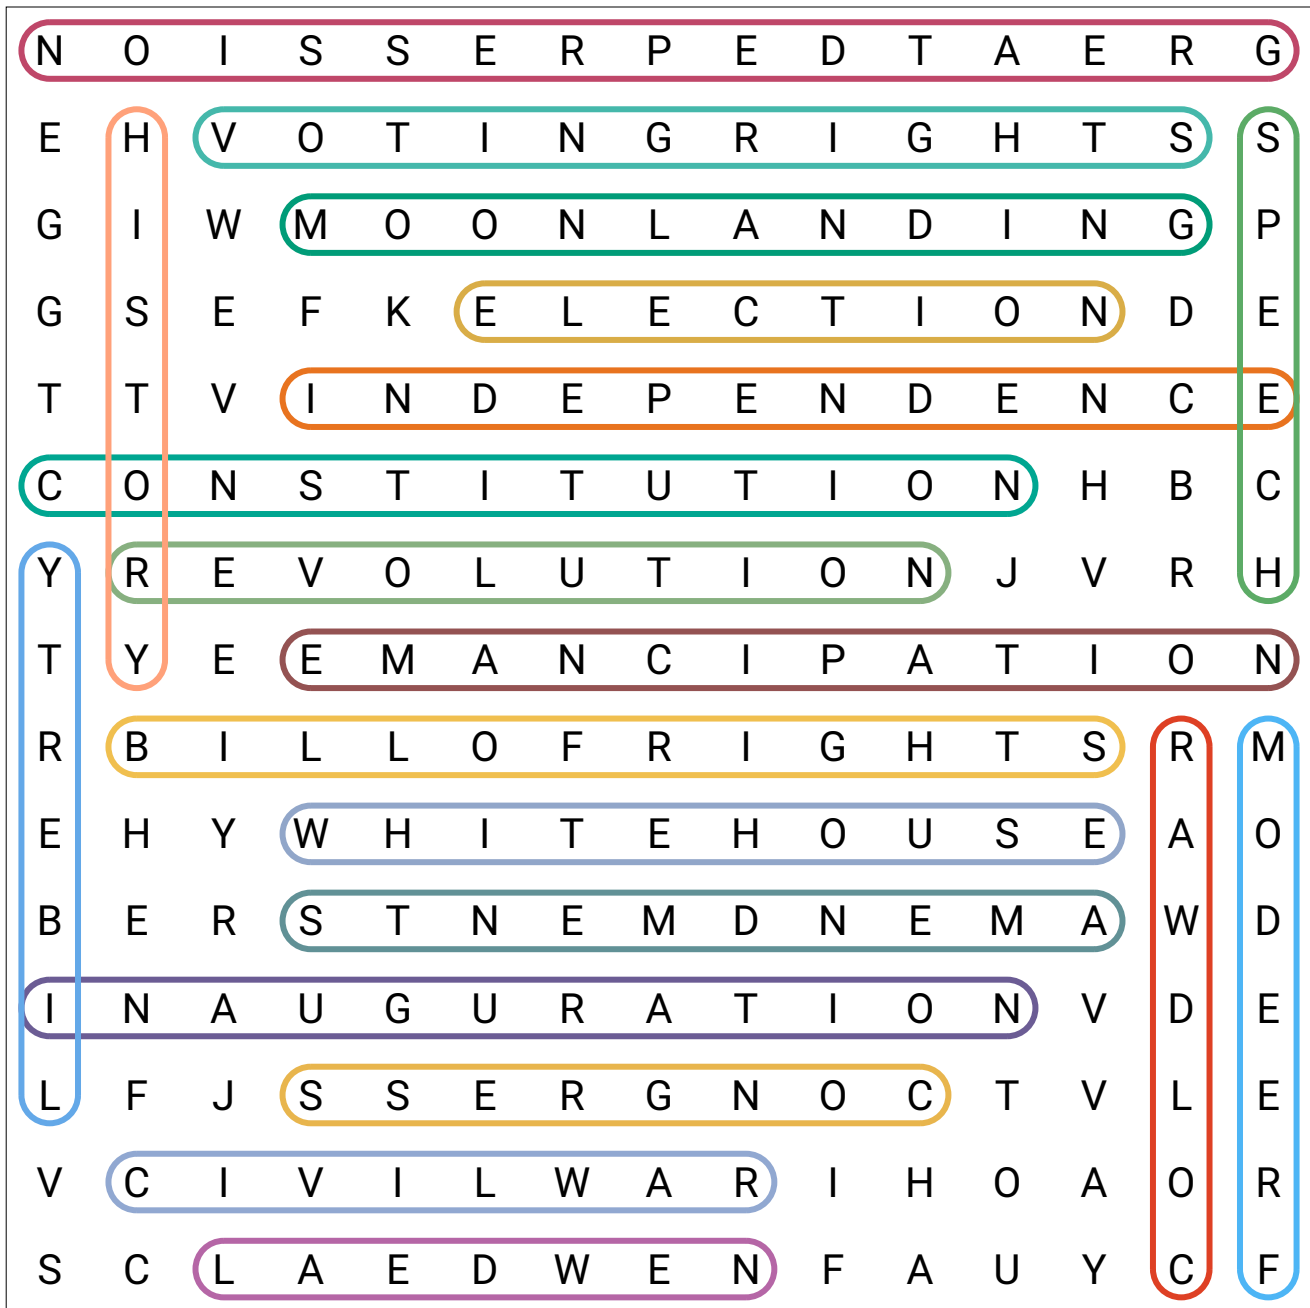 N O I S S E R P E D T A E R G
E H V O T I N G R I G H T S S
G I W M O O N L A N D I N G P
G S E F K E L E C T I O N D E
T T V I N D E P E N D E N C E
C O N S T I T U T I O N H B C
Y R E V O L U T I O N J V R H
T Y E E M A N C I P A T I O N
R B I L L O F R I G H T S R M
E H Y W H I T E H O U S E A O
B E R S T N E M D N E M A W D
I N A U G U R A T I O N V D E
L F J S S E R G N O C T V L E
V C I V I L W A R I H O A O R
S C L A E D W E N F A U Y C F